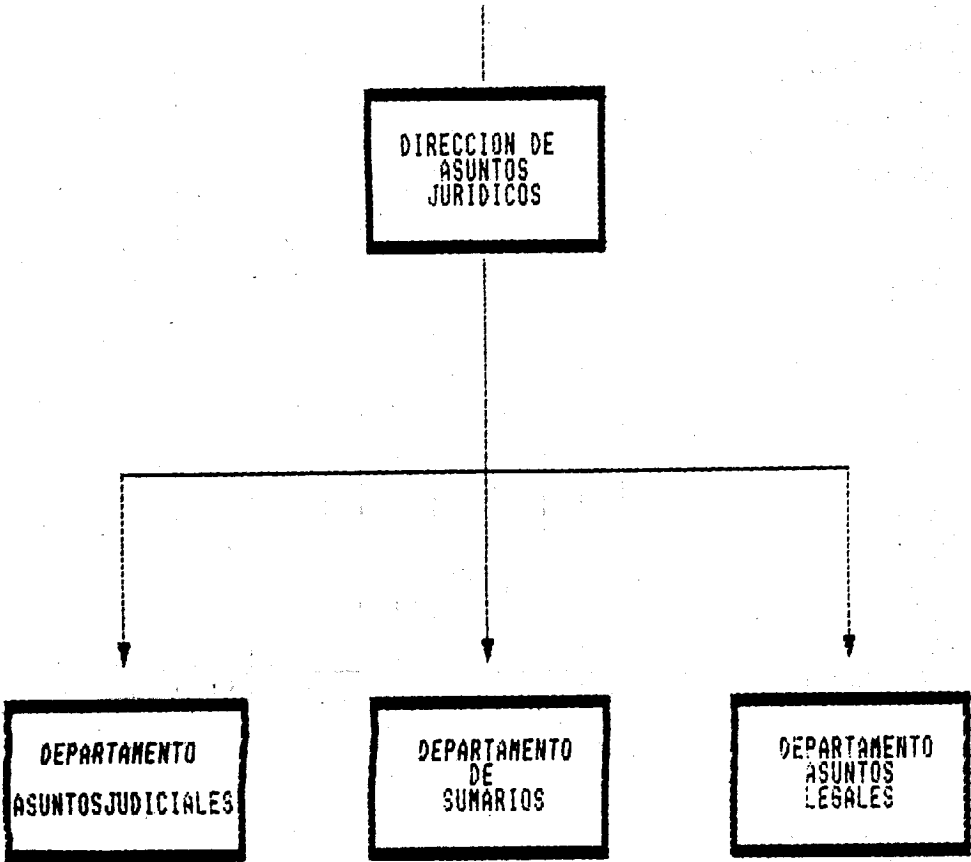 DIRECCION DE
ASUNTOS
JURIDICOS
DEPARTAMENTO
ASUNTOSJUDICIALES
DEPARTAMENTO
DE
SUMARIOS
DEPARTAMENTO
ASUNTOS
LEGALES